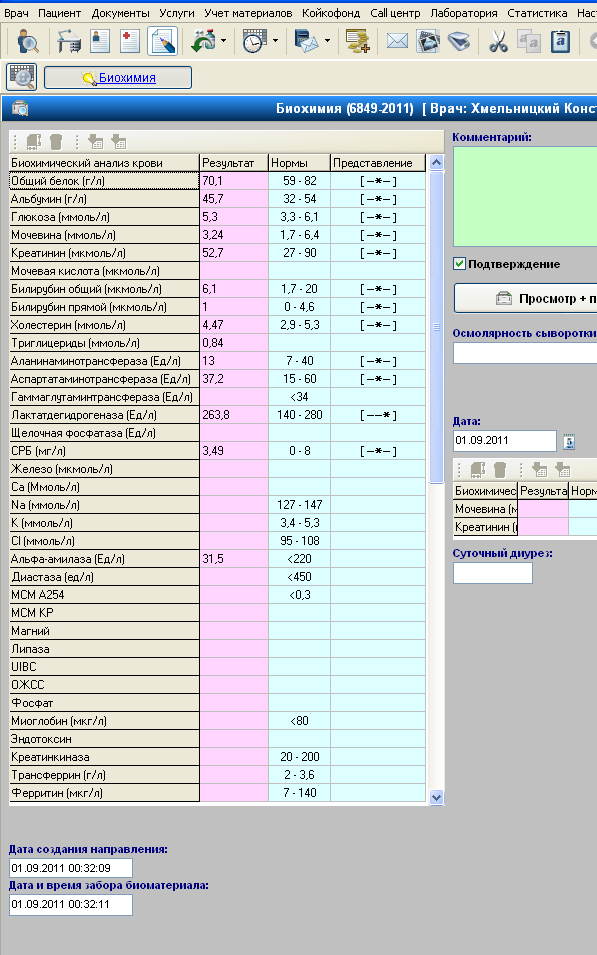 Врач Пациент Документы Услуги Учет материалов Койкофонд Call центр Лаборатория Статистика Нас
Биохимия
Биохимия (6849-2011) [ Врач: Хмельницкий Конс
Биохимический анализ крови Результат Нормы Представление
Общий белок (г/л) 70,1 59 - 82 [ –*– ]
Альбумин (г/л) 45,7 32 - 54 [ –*– ]
Глюкоза (ммоль/л) 5,3 3,3 - 6,1 [ –*– ]
Мочевина (ммоль/л) 3,24 1,7 - 6,4 [ –*– ]
Креатинин (мкмоль/л) 52,7 27 - 90 [ –*– ]
Мочевая кислота (мкмоль/л)
Билирубин общий (мкмоль/л) 6,1 1,7 - 20 [ –*– ]
Билирубин прямой (мкмоль/л) 1 0 - 4,6 [ –*– ]
Холестерин (ммоль/л) 4,47 2,9 - 5,3 [ –*– ]
Триглицериды (ммоль/л) 0,84
Аланинаминотрансфераза (Ед/л) 13 7 - 40 [ –*– ]
Аспартатаминотрансфераза (Ед/л) 37,2 15 - 60 [ –*– ]
Гаммаглутаминтрансфераза (Ед/л) <34
Лактатдегидрогеназа (Ед/л) 263,8 140 - 280 [ ––* ]
Щелочная фосфатаза (Ед/л)
СРБ (мг/л) 3,49 0 - 8 [ –*– ]
Железо (мкмоль/л)
Ca (Ммоль/л)
Na (ммоль/л) 127 - 147
K (ммоль/л) 3,4 - 5,3
Cl (ммоль/л) 95 - 108
Альфа-амилаза (Ед/л) 31,5 <220
Диастаза (ед/л) <450
МСМ А254 <0,3
МСМ КР
Магний
Липаза
UIBC
ОЖСС
Фосфат
Миоглобин (мкг/л) <80
Эндотоксин
Креатинкиназа 20 - 200
Трансферрин (г/л) 2 - 3,6
Ферритин (мкг/л) 7 - 140
Дата создания направления:
01.09.2011 00:32:09
Дата и время забора биоматериала:
01.09.2011 00:32:11
Комментарий:
Подтверждение
Просмотр + п
Осмолярность сыворотки
Дата:
01.09.2011
Биохимичес Результа Норм
Мочевина (м
Креатинин (
Суточный диурез: